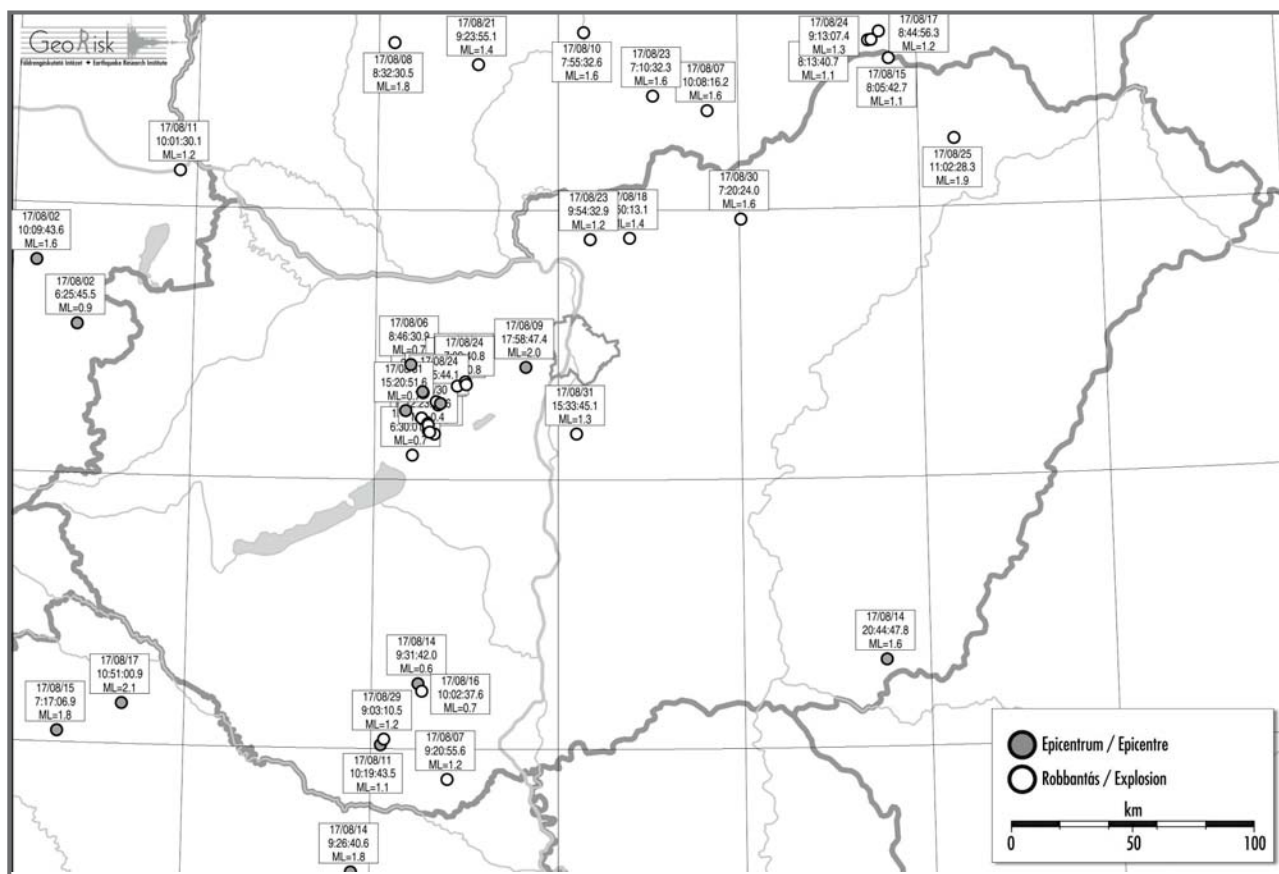 GeoRisk
Földrengéskutató Intézet ✦ Earthquake Research Institute
17/08/21
9:23:55.1
ML=1.4
17/08/08
8:32:30.5
ML=1.8
17/08/10
7:55:32.6
ML=1.6
17/08/23
7:10:32.3
ML=1.6
17/08/07
10:08:16.2
ML=1.6
17/08/24
9:13:07.4
ML=1.3
8:13:40.7
ML=1.1
17/08/17
8:44:56.3
ML=1.2
17/08/15
8:05:42.7
ML=1.1
17/08/11
10:01:30.1
ML=1.2
17/08/25
11:02:28.3
ML=1.9
17/08/30
7:20:24.0
ML=1.6
17/08/23
9:54:32.9
ML=1.2
ML=1.4
17/08/02
10:09:43.6
ML=1.6
17/08/02
6:25:45.5
ML=0.9
17/08/06
8:46:30.9
ML=0.7
17/08/24
17/08/24
17/08/09
17:58:47.4
ML=2.0
15:20:51.6
ML=0.7
17/08/31
15:33:45.1
ML=1.3
17/08/14
20:44:47.8
ML=1.6
17/08/14
9:31:42.0
ML=0.6
17/08/16
10:02:37.6
ML=0.7
17/08/17
10:51:00.9
ML=2.1
17/08/15
7:17:06.9
ML=1.8
17/08/29
9:03:10.5
ML=1.2
17/08/07
9:20:55.6
ML=1.2
17/08/11
10:19:43.5
ML=1.1
17/08/14
9:26:40.6
ML=1.8
Epicentrum / Epicentre
Robbantás / Explosion
km
0 50 100